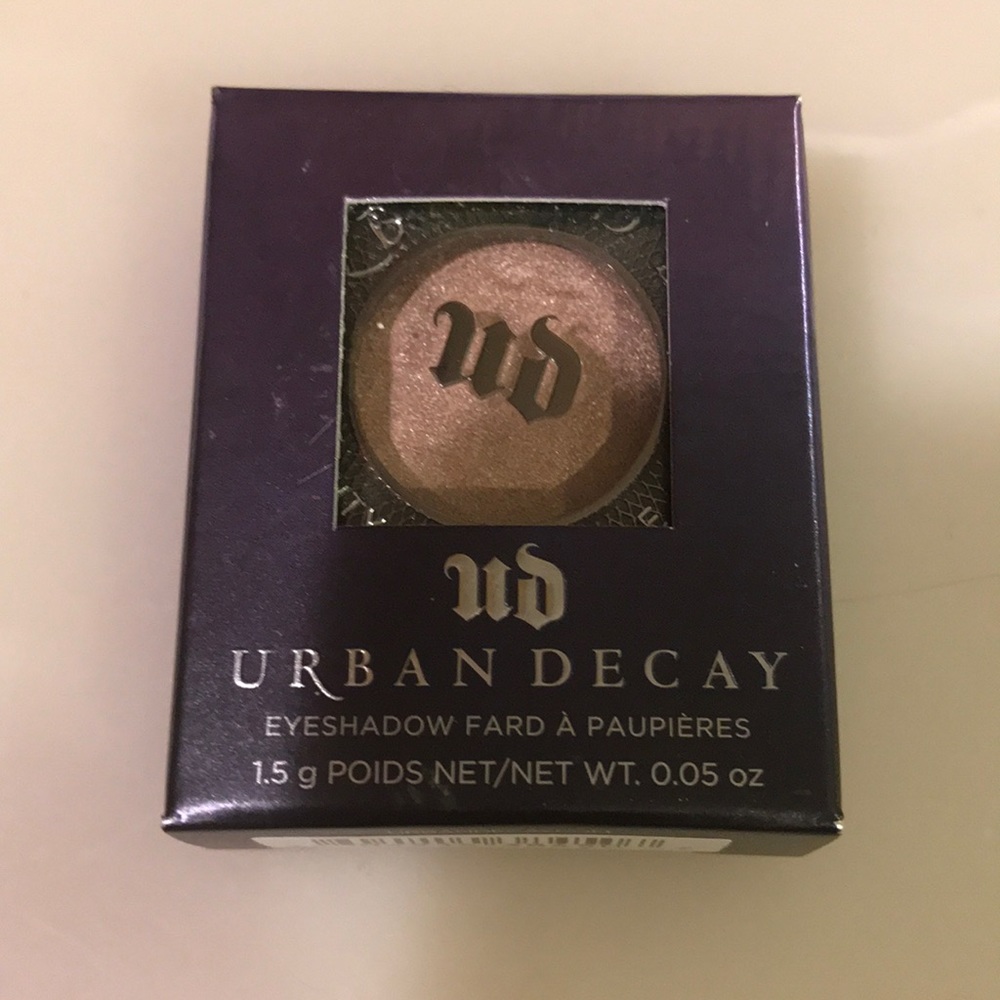 ud
ud
URBAN DECAY
EYESHADOW FARD À PAUPIÈRES
1.5 g POIDS NET/NET WT. 0.05 oz